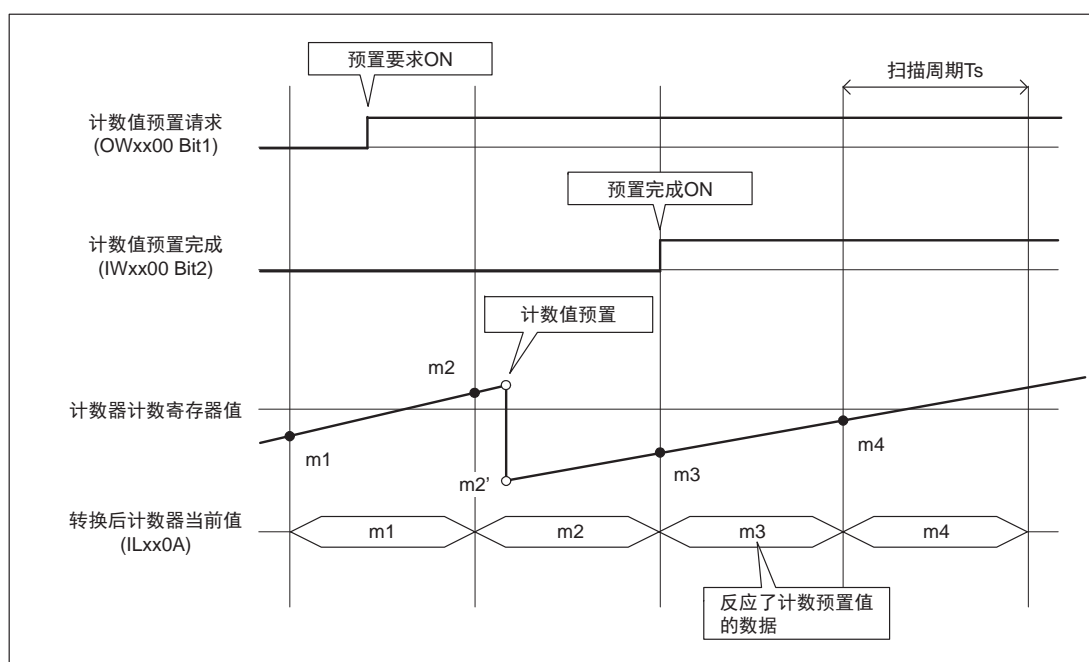 预置要求ON
扫描周期Ts
计数值预置请求
(OWxx00 Bit1)
预置完成ON
计数值预置完成
(IWxx00 Bit2)
计数值预置
m2
计数器计数寄存器值
m1
m2’
m3
m4
转换后计数器当前值
(ILxx0A)
m1
m2
m3
m4
反应了计数预置值
的数据